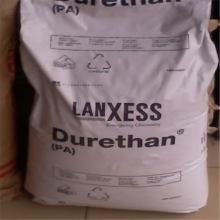 Durethan
(PA)
LANXESS
Energizing Chemistry
Durethan®
(PA)